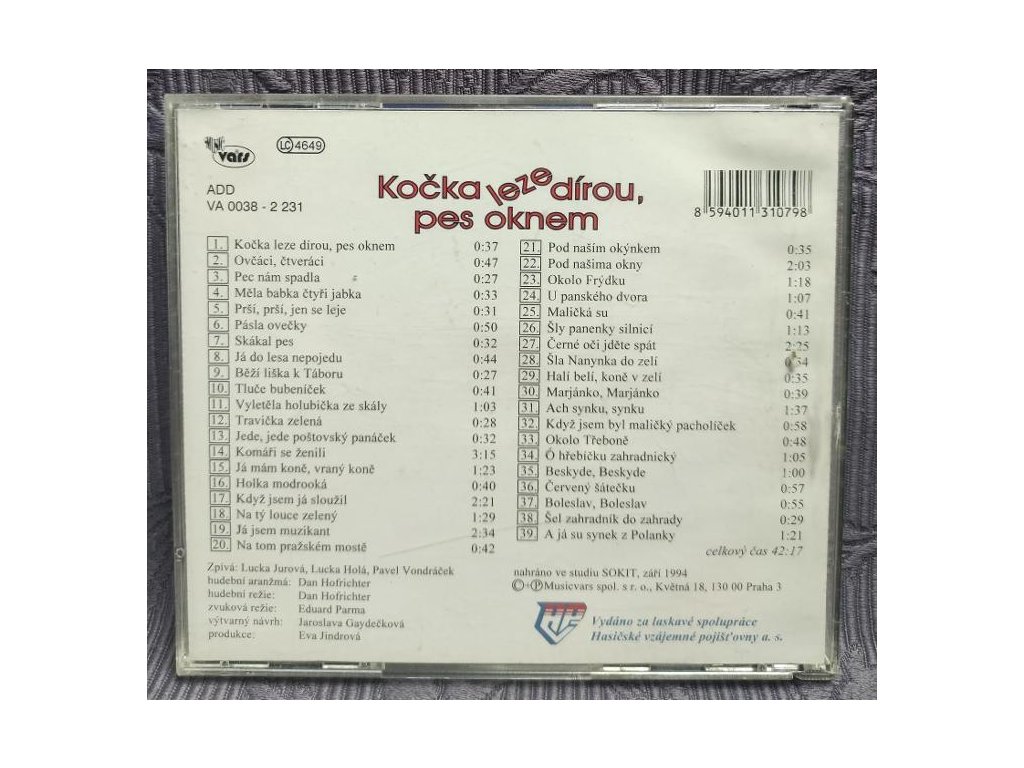 vars
LC 4649
ADD
VA 0038 - 2 231
Kočka leze dírou,
pes oknem
8 594011 310798
1. Kočka leze dírou, pes oknem 0:37
2. Ovčáci, čtveráci 0:47
3. Pec nám spadla 0:27
4. Měla babka čtyři jabka 0:33
5. Prší, prší, jen se leje 0:31
6. Pásla ovečky 0:50
7. Skákal pes 0:32
8. Já do lesa nepojedu 0:44
9. Běží liška k Táboru 0:27
10. Tluče bubeníček 0:41
11. Vyletěla holubička ze skály 1:03
12. Travička zelená 0:28
13. Jede, jede poštovský panáček 0:32
14. Komáři se ženili 3:15
15. Já mám koně, vraný koně 1:23
16. Holka modrooká 0:40
17. Když jsem já sloužil 2:21
18. Na tý louce zelený 1:29
19. Já jsem muzikant 2:34
20. Na tom pražském mostě 0:42
21. Pod naším okýnkem 0:35
22. Pod našima okny 2:03
23. Okolo Frýdku 1:18
24. U panského dvora 1:07
25. Maličká su 0:41
26. Šly panenky silnicí 1:13
27. Černé oči jděte spát 2:25
28. Šla Nanynka do zelí 0:54
29. Halí belí, koně v zelí 0:35
30. Marjánko, Marjánko 0:39
31. Ach synku, synku 1:37
32. Když jsem byl maličký pacholíček 0:58
33. Okolo Třeboně 0:48
34. Ó hřebíčku zahradnický 1:05
35. Beskyde, Beskyde 1:00
36. Červený šátečku 0:57
37. Boleslav, Boleslav 0:55
38. Šel zahradník do zahrady 0:29
39. A já su synek z Polanky 1:21
celkový čas 42:17
Zpívá: Lucka Jurová, Lucka Holá, Pavel Vondráček
hudební aranžmá: Dan Hofrichter
hudební režie: Dan Hofrichter
zvuková režie: Eduard Parma
výtvarný návrh: Jaroslava Gaydečková
produkce: Eva Jindrová
nahráno ve studiu SOKIT, září 1994
©+℗Musicvars spol. s r. o., Květná 18, 130 00 Praha 3
Vydáno za laskavé spolupráce
Hasičské vzájemné pojišťovny a. s.